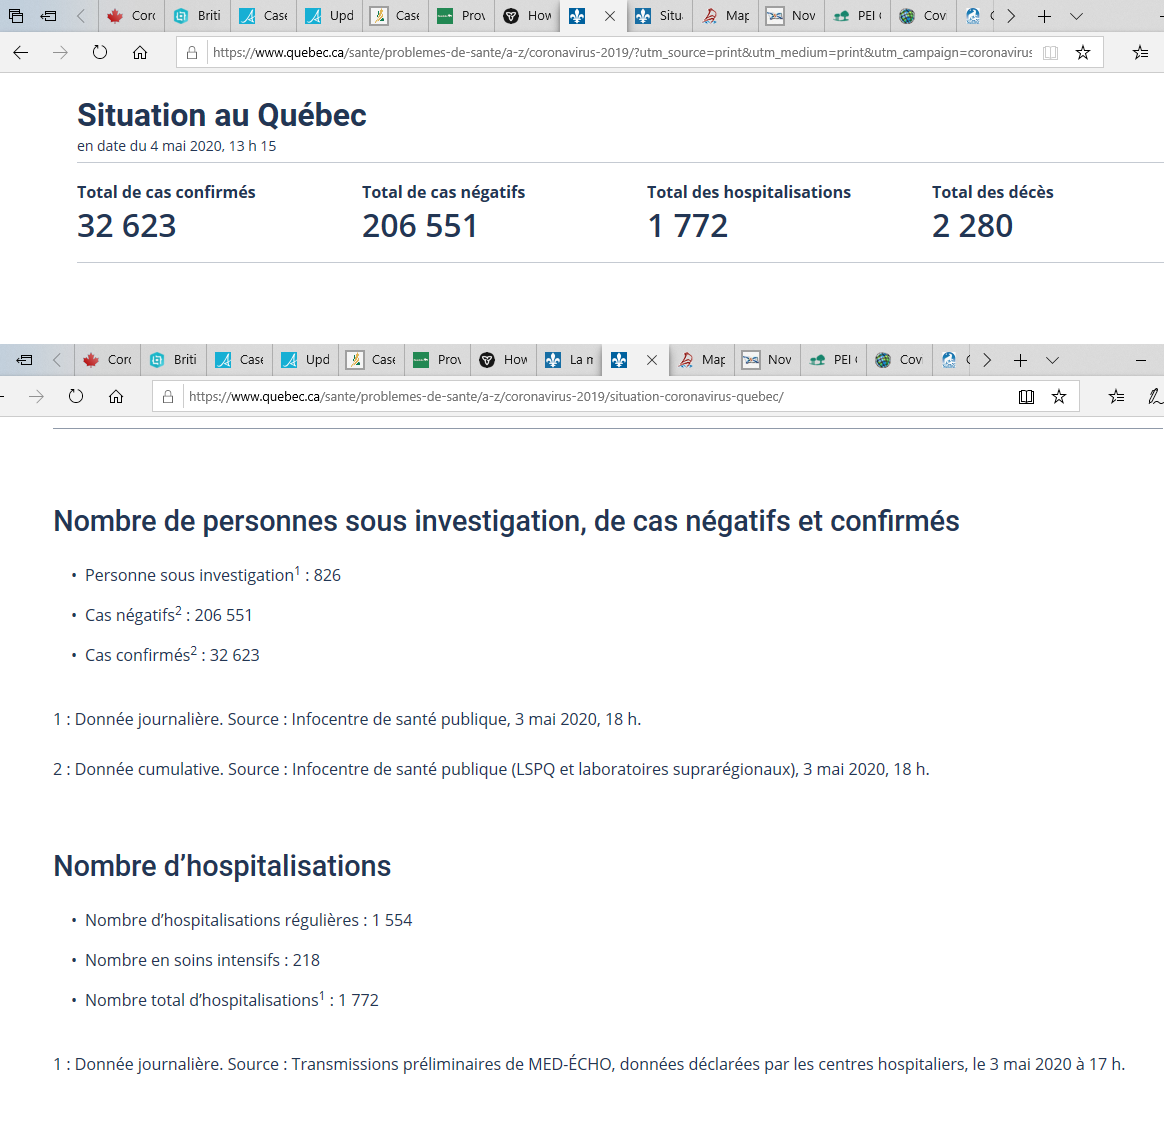 Corc Briti Case Upd Case Prov How Situ Map Nov PEI Cov
https://www.quebec.ca/sante/problemes-de-sante/a-z/coronavirus-2019/?utm_source=print&utm_medium=print&utm_campaign=coronavirus
Situation au Québec
en date du 4 mai 2020, 13 h 15
Total de cas confirmés Total de cas négatifs Total des hospitalisations Total des décès
32 623 206 551 1 772 2 280
Corc Briti Case Upd Case Prov How La m Map Nov PEI Cov
https://www.quebec.ca/sante/problemes-de-sante/a-z/coronavirus-2019/situation-coronavirus-quebec/
Nombre de personnes sous investigation, de cas négatifs et confirmés
• Personne sous investigation1 : 826
• Cas négatifs2 : 206 551
• Cas confirmés2 : 32 623
1 : Donnée journalière. Source : Infocentre de santé publique, 3 mai 2020, 18 h.
2 : Donnée cumulative. Source : Infocentre de santé publique (LSPQ et laboratoires suprarégionaux), 3 mai 2020, 18 h.
Nombre d’hospitalisations
• Nombre d’hospitalisations régulières : 1 554
• Nombre en soins intensifs : 218
• Nombre total d’hospitalisations1 : 1 772
1 : Donnée journalière. Source : Transmissions préliminaires de MED-ÉCHO, données déclarées par les centres hospitaliers, le 3 mai 2020 à 17 h.